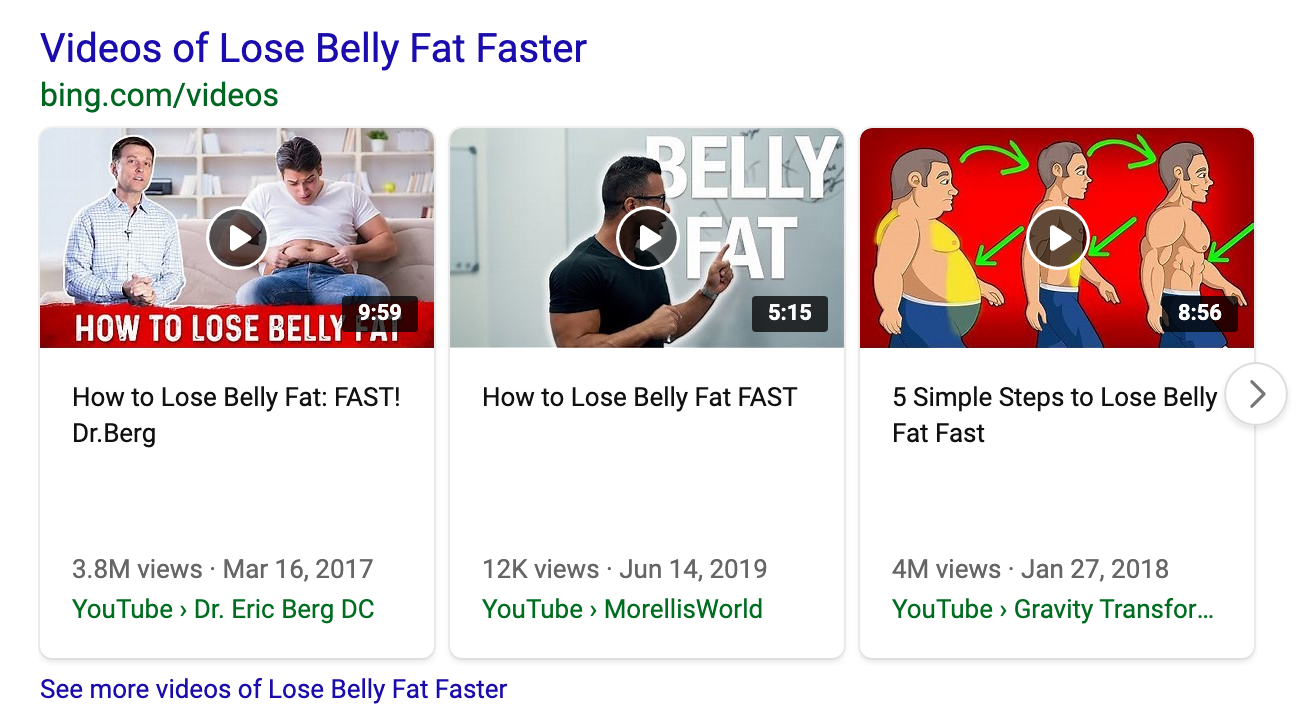 Videos of Lose Belly Fat Faster
bing.com/videos
HOW TO LOSE BELLY FAT
9:59
BELLY
FAT
5:15
8:56
How to Lose Belly Fat: FAST!
Dr.Berg
3.8M views · Mar 16, 2017
YouTube › Dr. Eric Berg DC
How to Lose Belly Fat FAST
12K views · Jun 14, 2019
YouTube › MorellisWorld
5 Simple Steps to Lose Belly
Fat Fast
4M views · Jan 27, 2018
YouTube › Gravity Transfor...
See more videos of Lose Belly Fat Faster